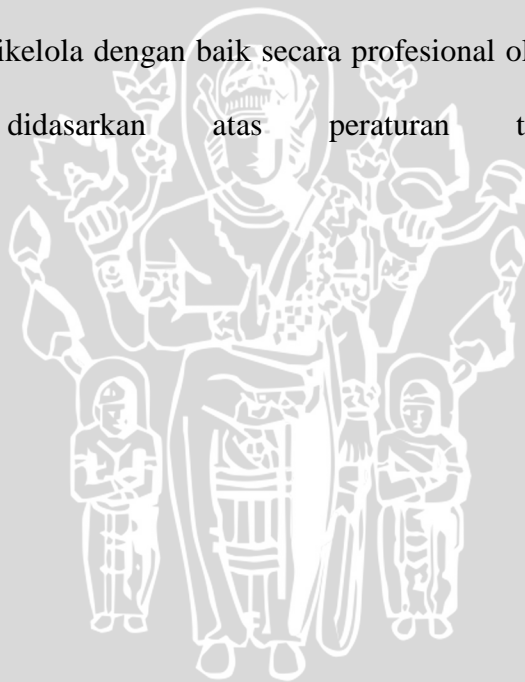 ikelola dengan baik secara profesional ol
didasarkan atas peraturan t